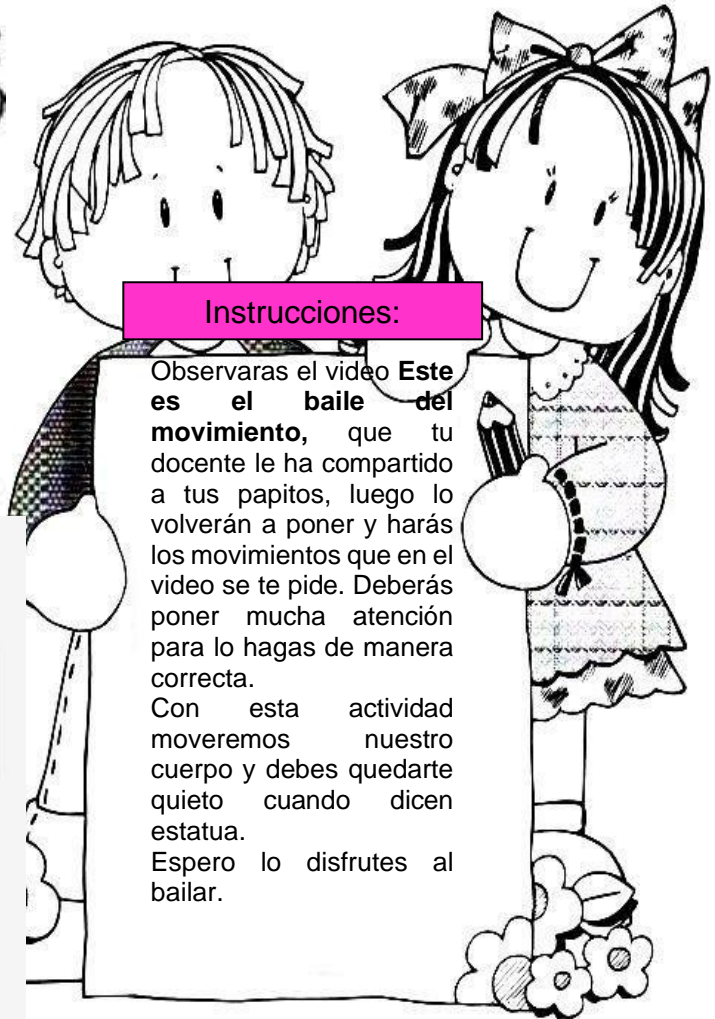 Instrucciones:
Observaras el video Este
es el baile del
movimiento, que tu
docente le ha compartido
a tus papitos, luego lo
volverán a poner y harás
los movimientos que en el
video se te pide. Deberás
poner mucha atención
para lo hagas de manera
correcta.
Con esta actividad
moveremos nuestro
cuerpo y debes quedarte
quieto cuando dicen
estatua.
Espero lo disfrutes al
bailar.